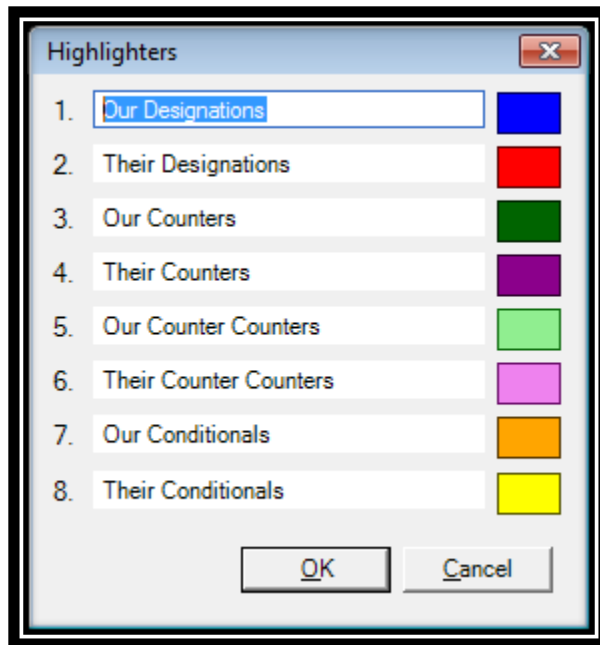 Highlighters
1. Our Designations
2. Their Designations
3. Our Counters
4. Their Counters
5. Our Counter Counters
6. Their Counter Counters
7. Our Conditionals
8. Their Conditionals
OK Cancel